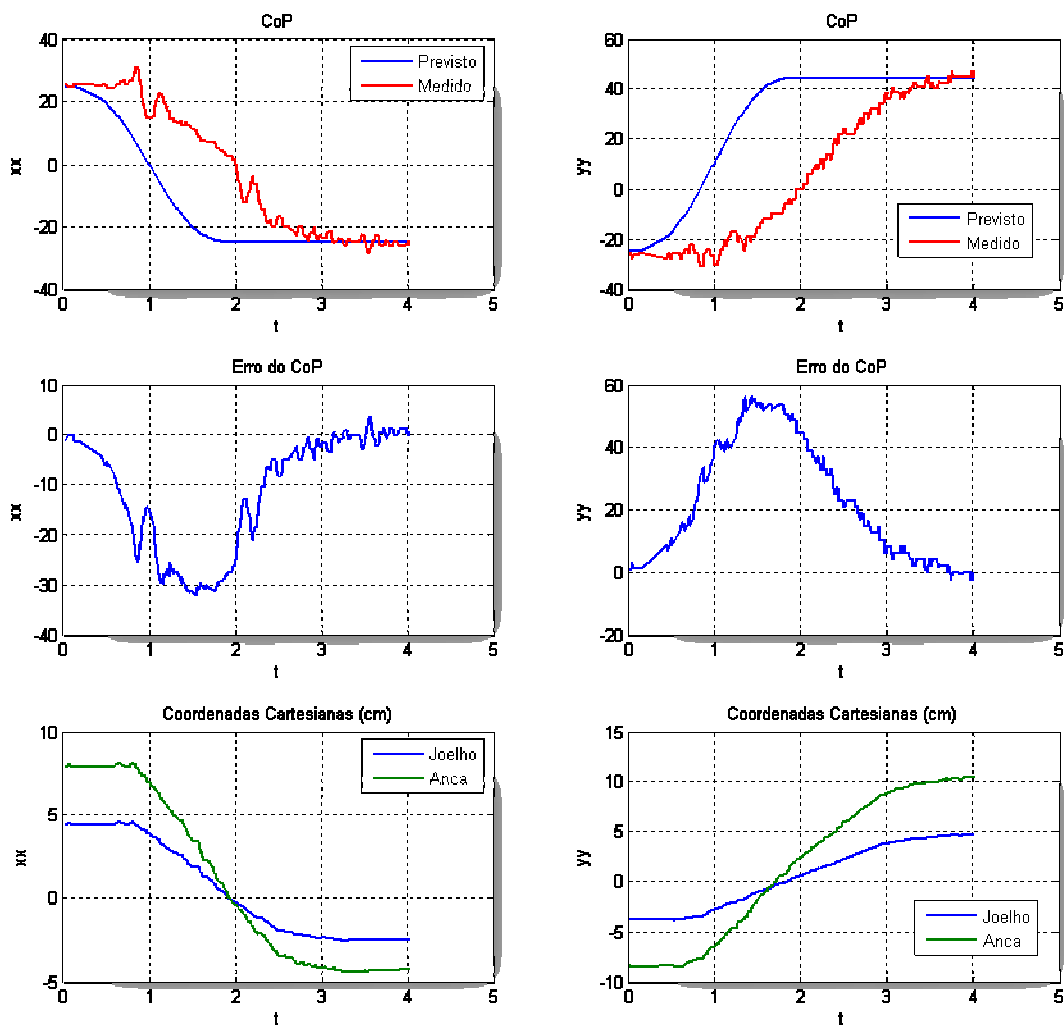 CoP
40
20
0
-20
-40
xx
0 1 2 3 4 5
t
Previsto
Medido
CoP
60
40
20
0
-20
-40
yy
0 1 2 3 4 5
t
Previsto
Medido
Erro do CoP
10
0
-10
-20
-30
-40
xx
0 1 2 3 4 5
t
Erro do CoP
60
40
20
0
-20
yy
0 1 2 3 4 5
t
Coordenadas Cartesianas (cm)
10
5
0
-5
xx
0 1 2 3 4 5
t
Joelho
Anca
Coordenadas Cartesianas (cm)
15
10
5
0
-5
-10
yy
0 1 2 3 4 5
t
Joelho
Anca